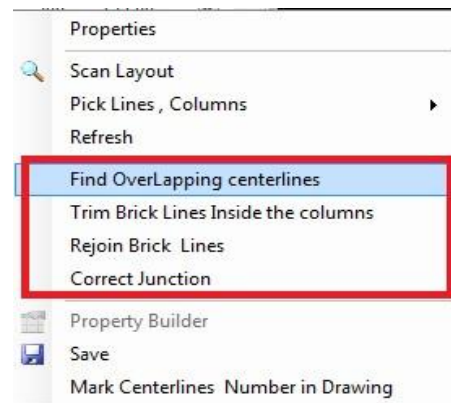 Properties
Scan Layout
Pick Lines , Columns
Refresh
Find OverLapping centerlines
Trim Brick Lines Inside the columns
Rejoin Brick Lines
Correct Junction
Property Builder
Save
Mark Centerlines Number in Drawing